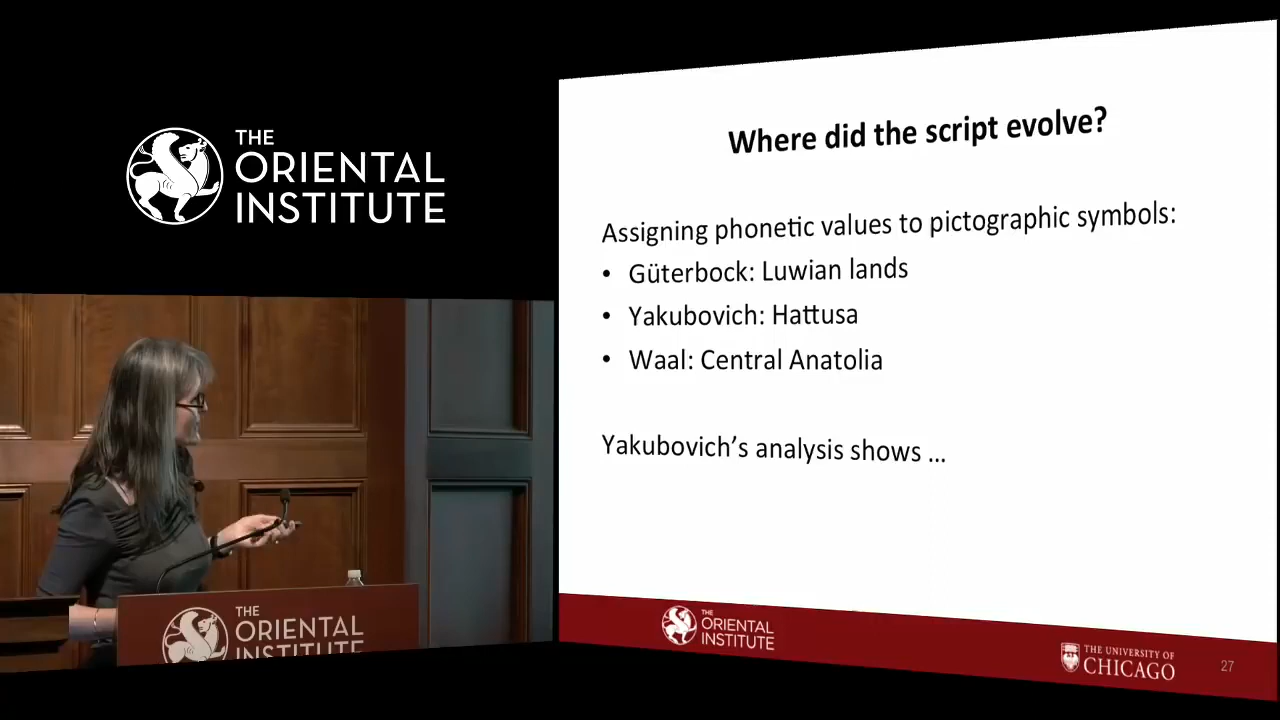 THE
ORIENTAL
INSTITUTE
Where did the script evolve?
Assigning phonetic values to pictographic symbols:
• Güterbock: Luwian lands
• Yakubovich: Hattusa
• Waal: Central Anatolia
Yakubovich's analysis shows ...
THE
ORIENTAL
INSTITUTE
THE
ORIENTAL
INSTITUTE
THE UNIVERSITY OF
CHICAGO
27